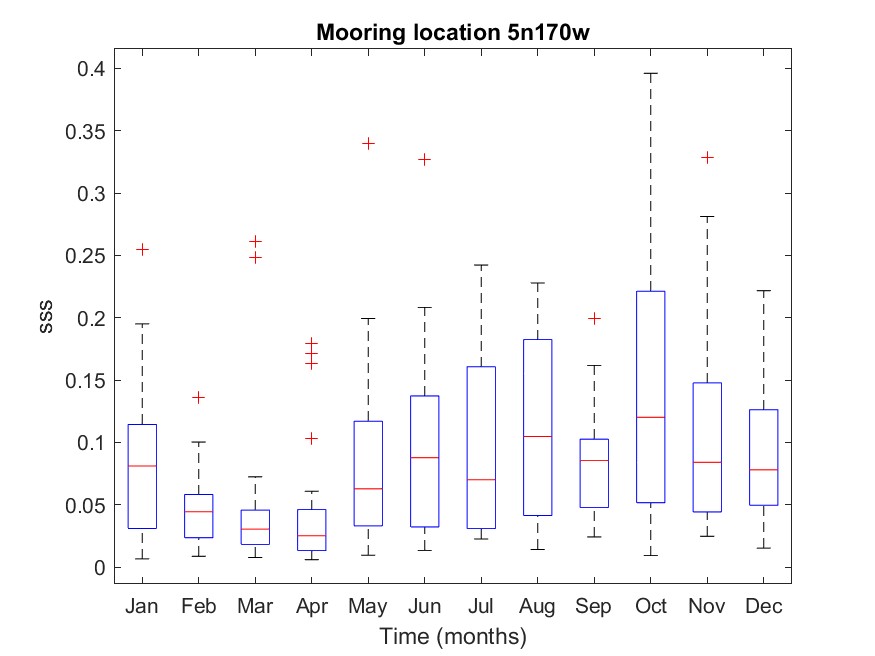 Mooring location 5n170w
0.4
0.35
0.3
0.25
0.2
0.15
0.1
0.05
0
sss
Jan Feb Mar Apr May Jun Jul Aug Sep Oct Nov Dec
Time (months)